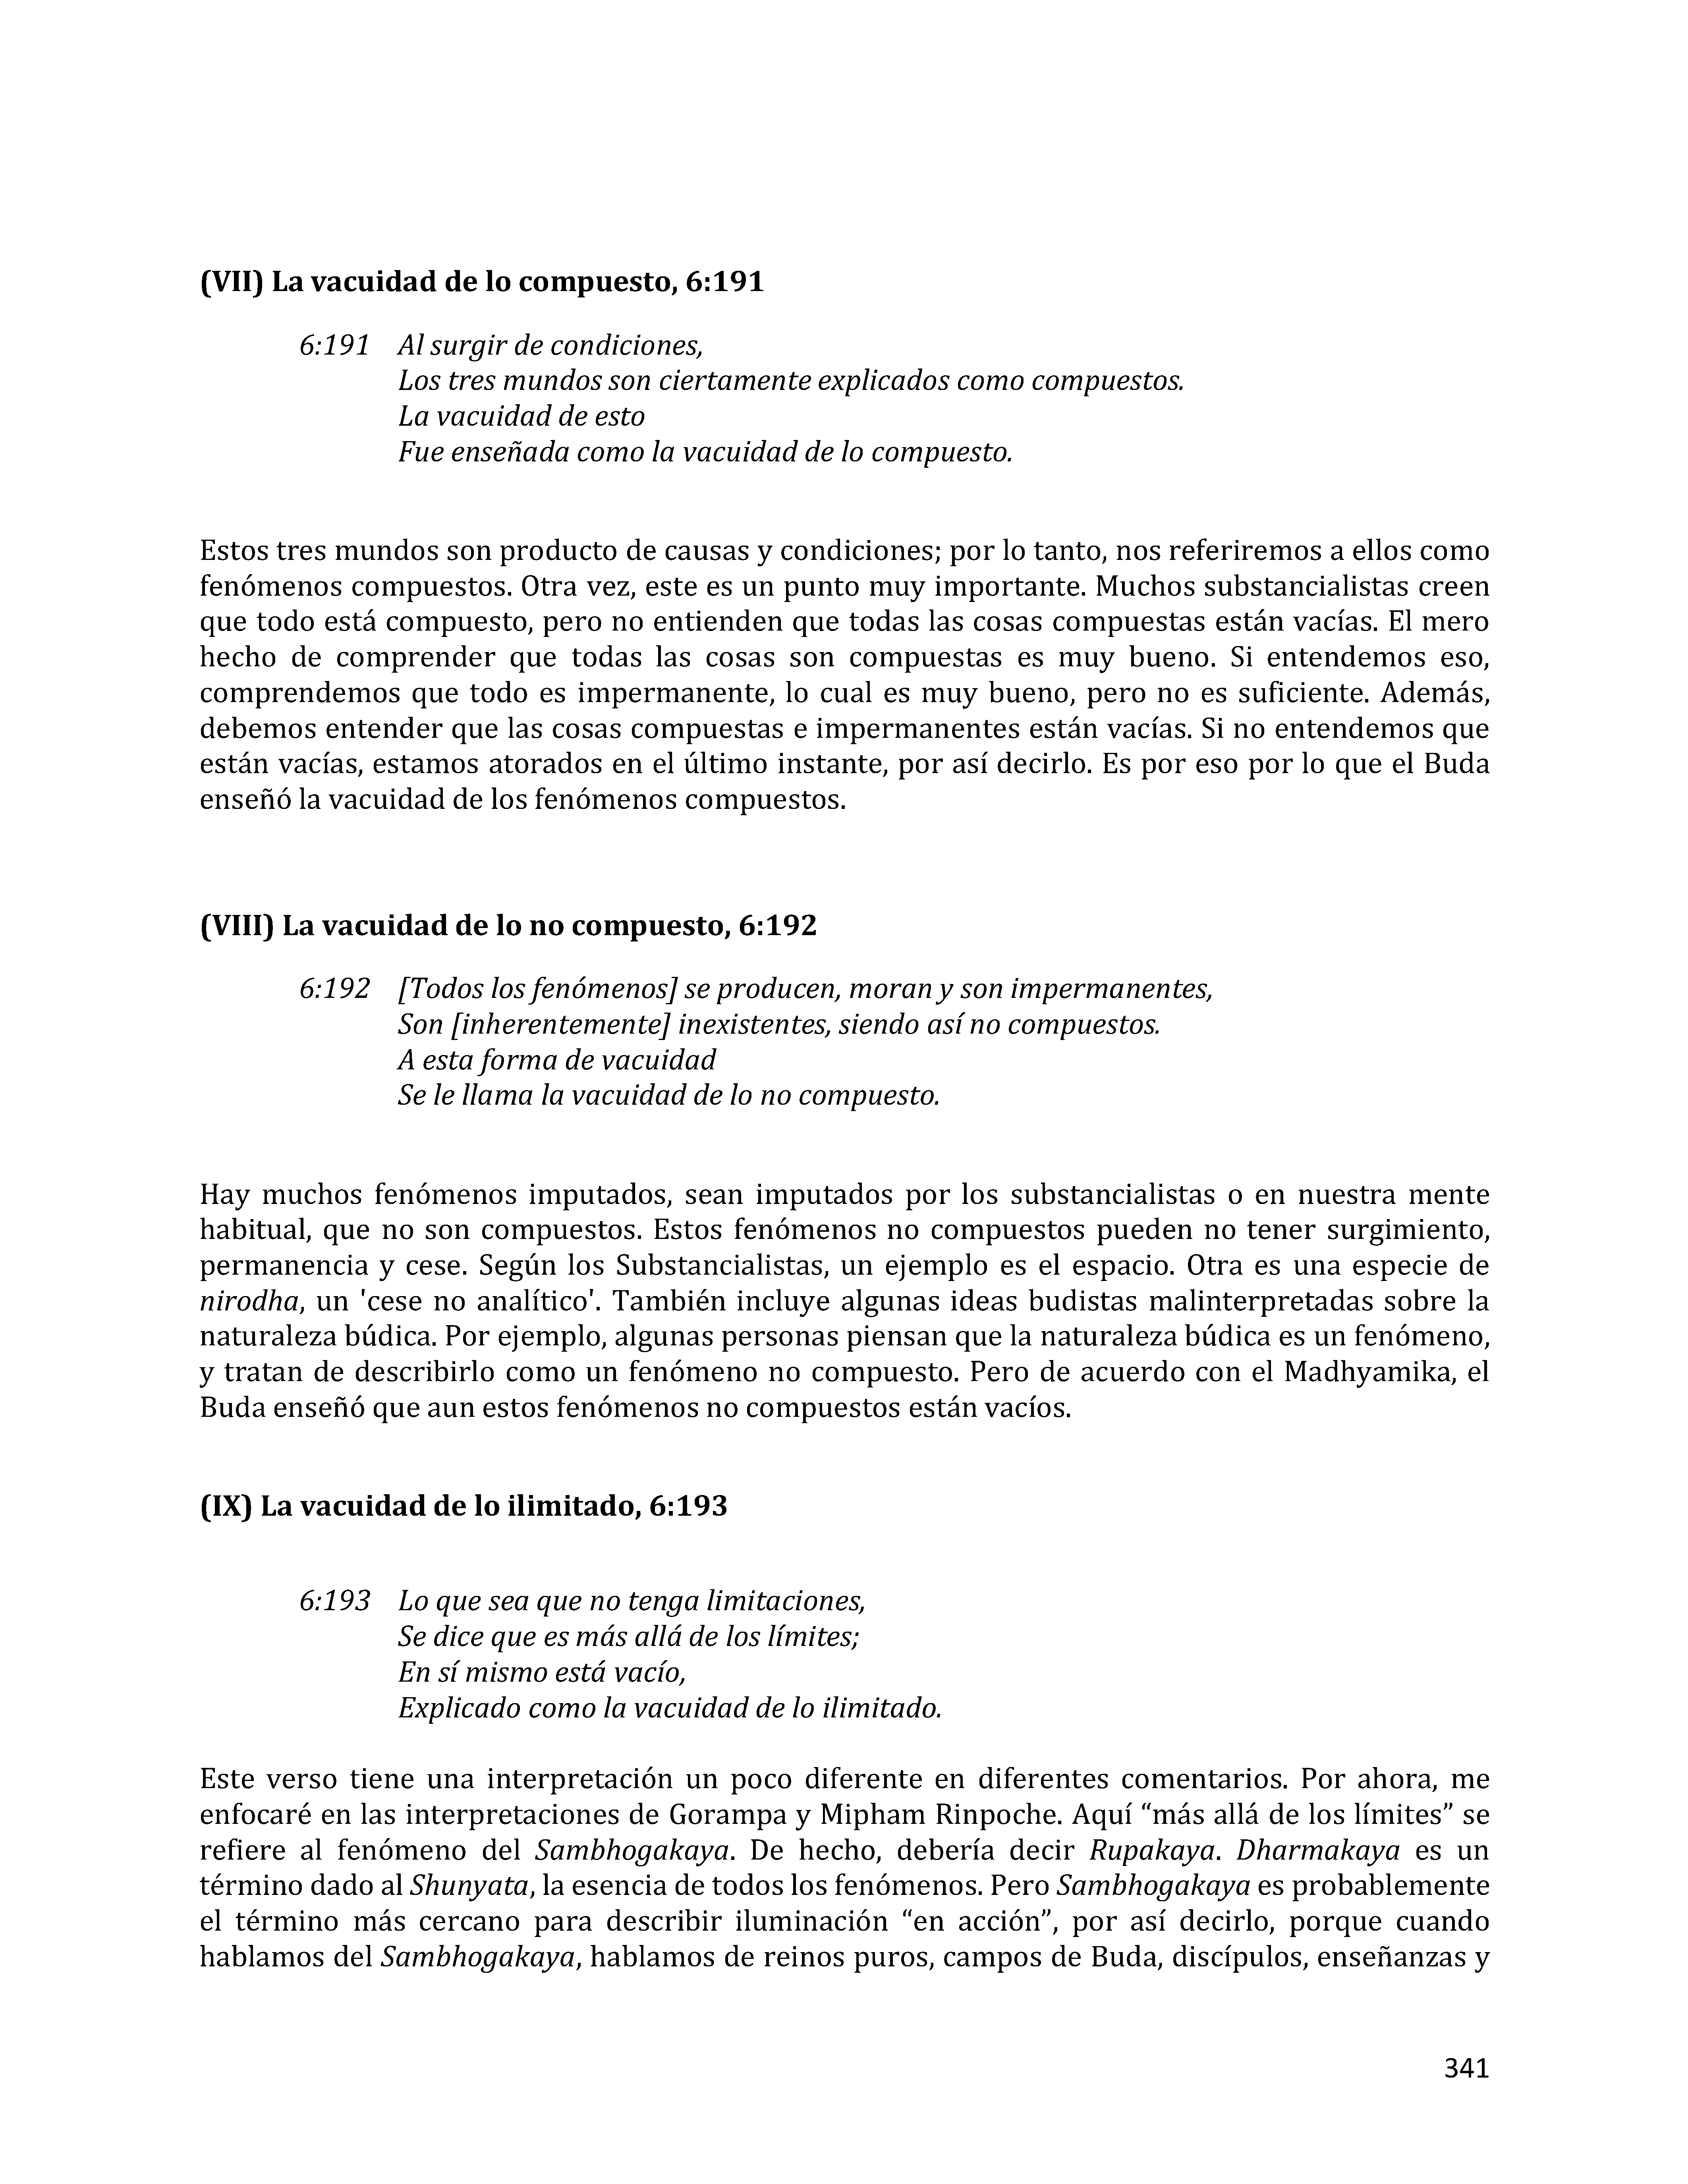 (VII) La vacuidad de lo compuesto, 6:191
6:191 Al surgir de condiciones,
Los tres mundos son ciertamente explicados como compuestos.
La vacuidad de esto
Fue enseñada como la vacuidad de lo compuesto.
Estos tres mundos son producto de causas y condiciones; por lo tanto, nos referiremos a ellos como
fenómenos compuestos. Otra vez, este es un punto muy importante. Muchos substancialistas creen
que todo está compuesto, pero no entienden que todas las cosas compuestas están vacías. El mero
hecho de comprender que todas las cosas son compuestas es muy bueno. Si entendemos eso,
comprendemos que todo es impermanente, lo cual es muy bueno, pero no es suficiente. Además,
debemos entender que las cosas compuestas e impermanentes están vacías. Si no entendemos que
están vacías, estamos atorados en el último instante, por así decirlo. Es por eso por lo que el Buda
enseñó la vacuidad de los fenómenos compuestos.
(VIII) La vacuidad de lo no compuesto, 6:192
6:192 [Todos los fenómenos] se producen, moran y son impermanentes,
Son [inherentemente] inexistentes, siendo así no compuestos.
A esta forma de vacuidad
Se le llama la vacuidad de lo no compuesto.
Hay muchos fenómenos imputados, sean imputados por los substancialistas o en nuestra mente
habitual, que no son compuestos. Estos fenómenos no compuestos pueden no tener surgimiento,
permanencia y cese. Según los Substancialistas, un ejemplo es el espacio. Otra es una especie de
nirodha, un 'cese no analítico'. También incluye algunas ideas budistas malinterpretadas sobre la
naturaleza búdica. Por ejemplo, algunas personas piensan que la naturaleza búdica es un fenómeno,
y tratan de describirlo como un fenómeno no compuesto. Pero de acuerdo con el Madhyamika, el
Buda enseñó que aun estos fenómenos no compuestos están vacíos.
(IX) La vacuidad de lo ilimitado, 6:193
6:193 Lo que sea que no tenga limitaciones,
Se dice que es más allá de los límites;
En sí mismo está vacío,
Explicado como la vacuidad de lo ilimitado.
Este verso tiene una interpretación un poco diferente en diferentes comentarios. Por ahora, me
enfocaré en las interpretaciones de Gorampa y Mipham Rinpoche. Aquí “más allá de los límites” se
refiere al fenómeno del Sambhogakaya. De hecho, debería decir Rupakaya. Dharmakaya es un
término dado al Shunyata, la esencia de todos los fenómenos. Pero Sambhogakaya es probablemente
el término más cercano para describir iluminación “en acción”, por así decirlo, porque cuando
hablamos del Sambhogakaya, hablamos de reinos puros, campos de Buda, discípulos, enseñanzas y
341